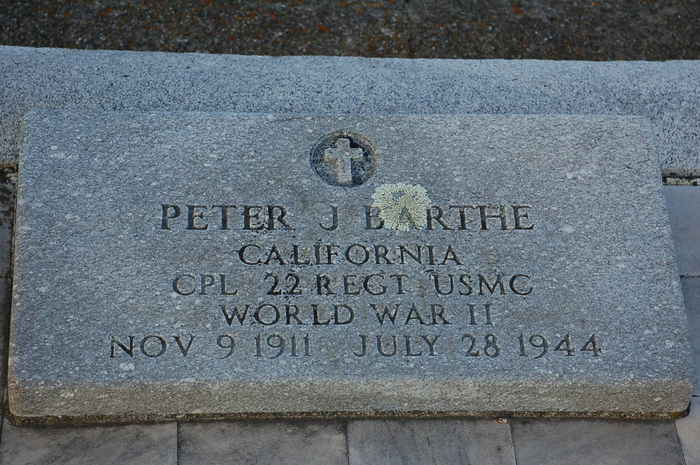 PETER J BARTHE
CALIFORNIA
CPL 22 REGT USMC
WORLD WAR II
NOV 9 1911 JULY 28 1944